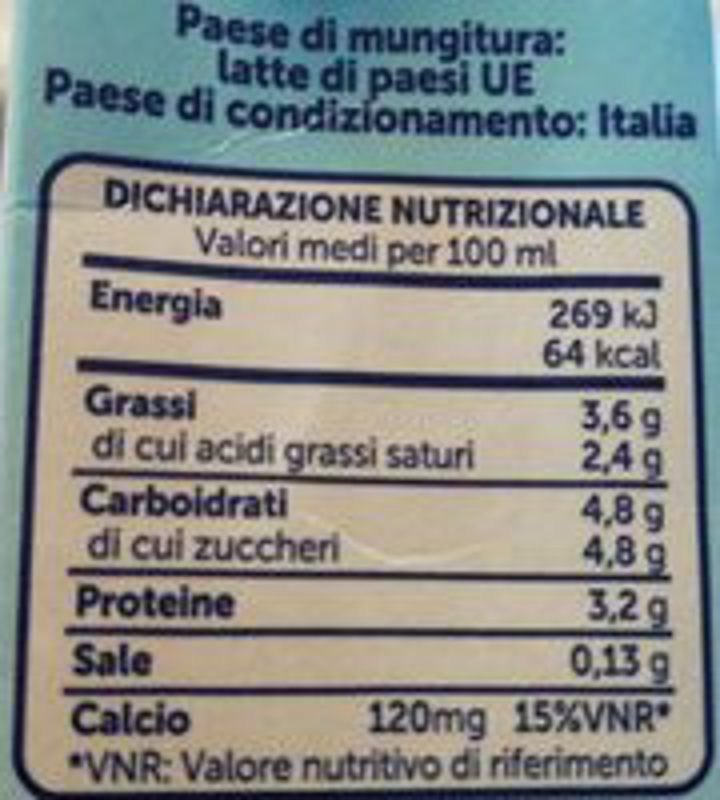 Paese di mungitura:
latte di paesi UE
Paese di condizionamento: Italia
DICHIARAZIONE NUTRIZIONALE
Valori medi per 100 ml
Energia 269 kJ
64 kcal
Grassi 3,6 g
di cui acidi grassi saturi 2,4 g
Carboidrati 4,8 g
di cui zuccheri 4,8 g
Proteine 3,2 g
Sale 0,13 g
Calcio 120mg 15%VNR*
*VNR: Valore nutritivo di riferimento